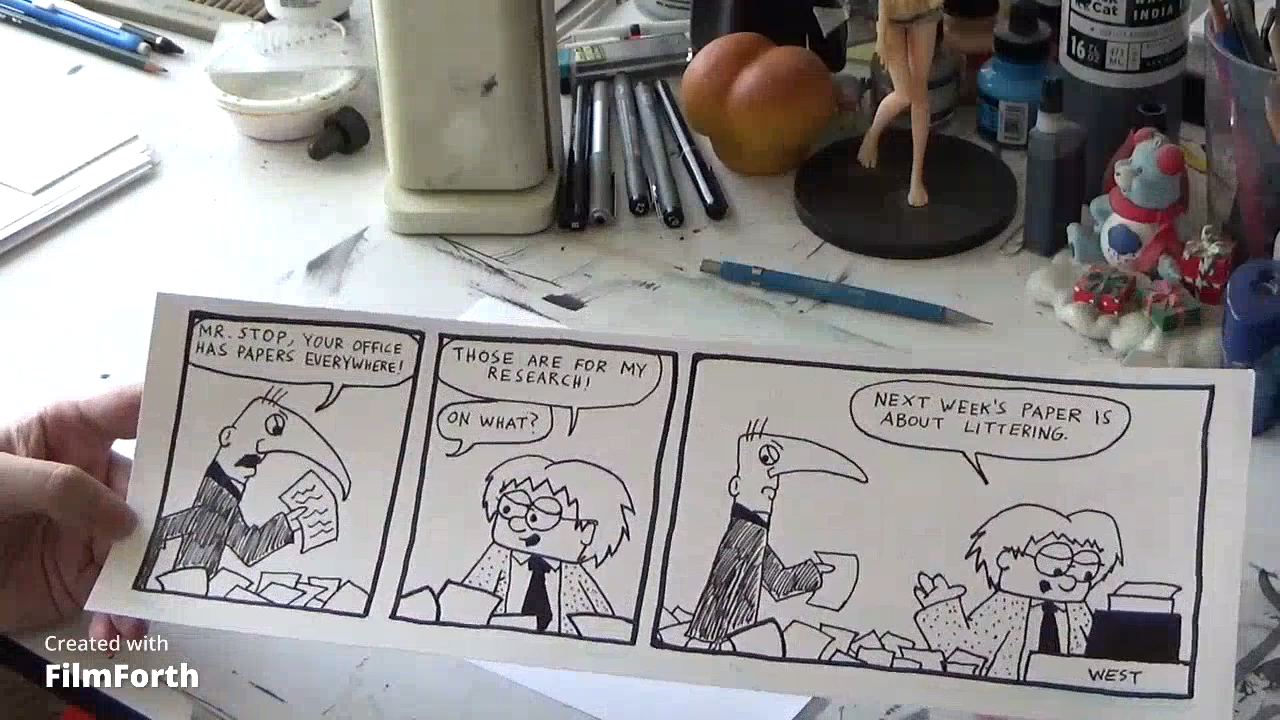 Cat
INDIA
16
MR. STOP, YOUR OFFICE
HAS PAPERS EVERYWHERE!
THOSE ARE FOR MY
RESEARCH!
ON WHAT?
NEXT WEEK'S PAPER IS
ABOUT LITTERING.
WEST
Created with
FilmForth